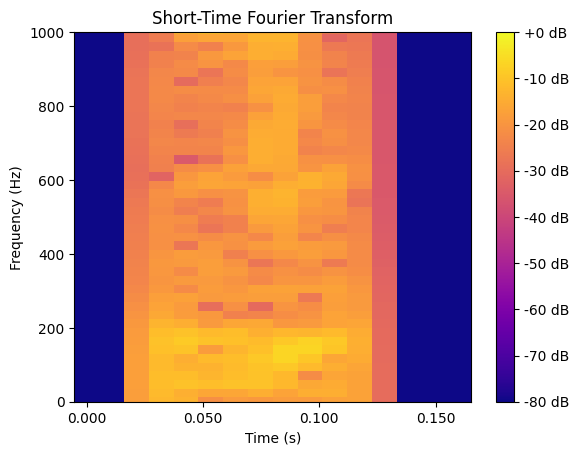 Short-Time Fourier Transform
1000
800
600
400
200
0
Frequency (Hz)
0.000
0.050
0.100
0.150
Time (s)
+0 dB
-10 dB
-20 dB
-30 dB
-40 dB
-50 dB
-60 dB
-70 dB
-80 dB